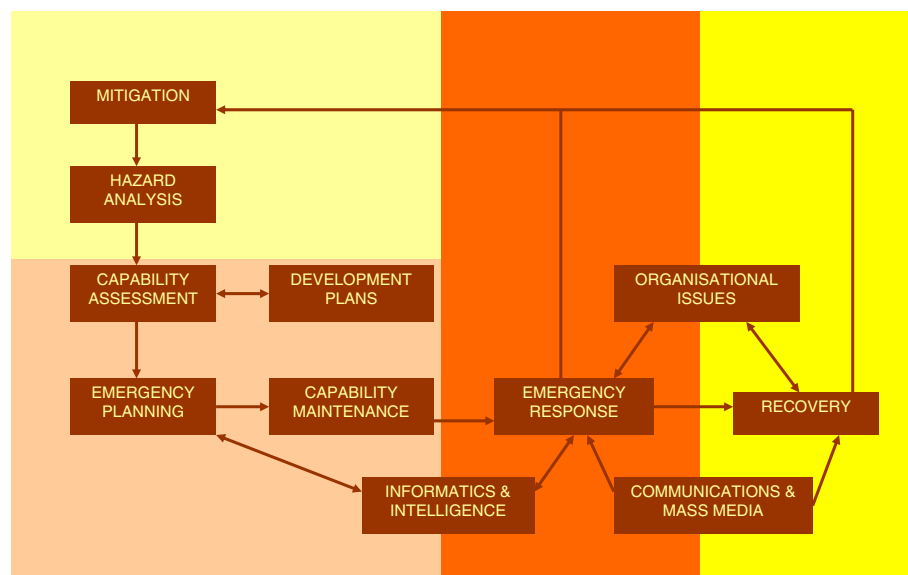 MITIGATION
HAZARD
ANALYSIS
CAPABILITY
ASSESSMENT
DEVELOPMENT
PLANS
ORGANISATIONAL
ISSUES
EMERGENCY
PLANNING
CAPABILITY
MAINTENANCE
EMERGENCY
RESPONSE
RECOVERY
INFORMATICS &
INTELLIGENCE
COMMUNICATIONS &
MASS MEDIA